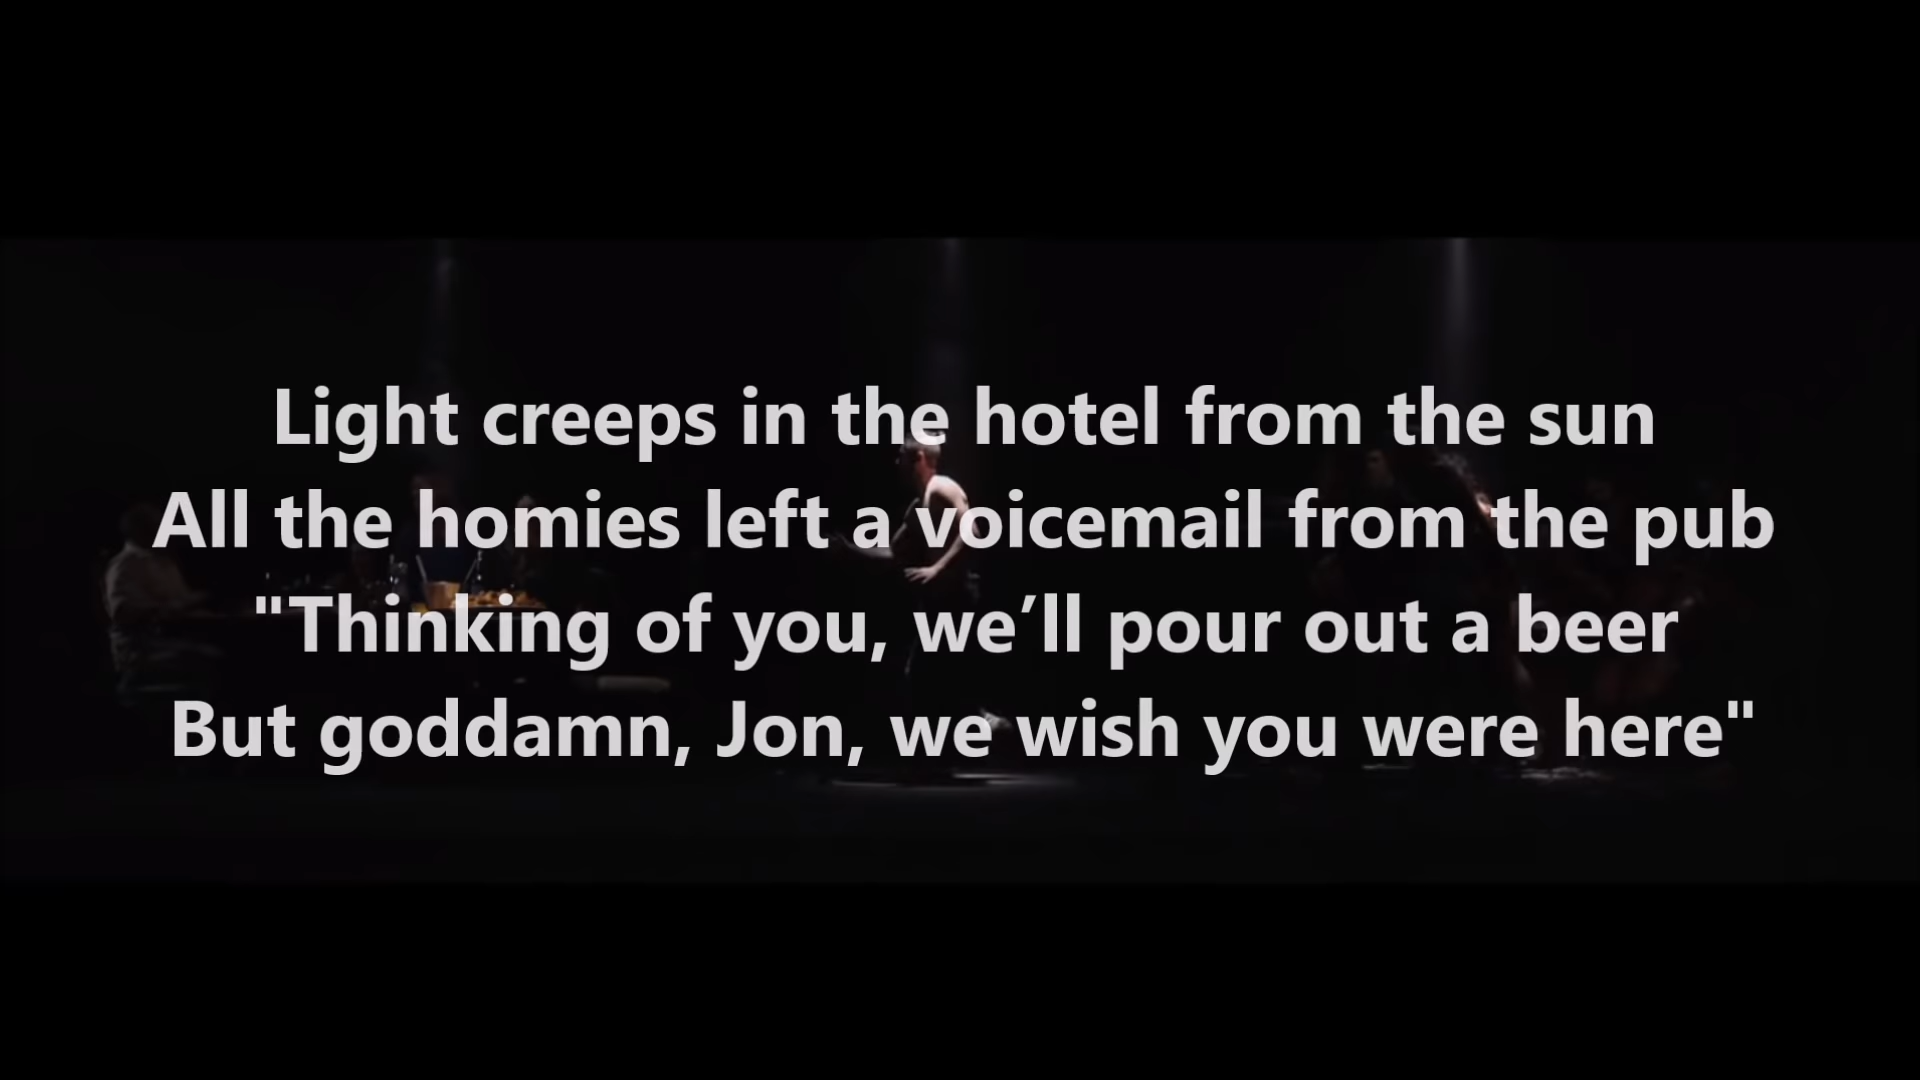 Light creeps in the hotel from the sun
All the homies left a voicemail from the pub
"Thinking of you, we’ll pour out a beer
But goddamn, Jon, we wish you were here"